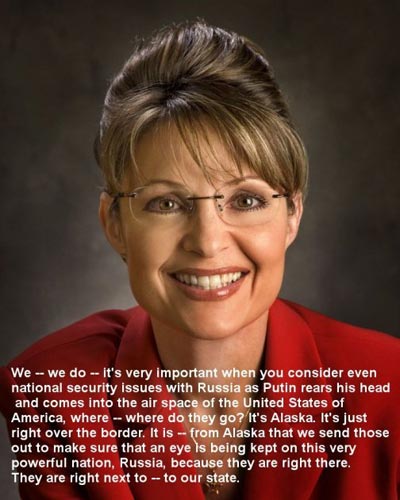 We -- we do -- it's very important when you consider even
national security issues with Russia as Putin rears his head
and comes into the air space of the United States of
America, where -- where do they go? It's Alaska. It's just
right over the border. It is -- from Alaska that we send those
out to make sure that an eye is being kept on this very
powerful nation, Russia, because they are right there.
They are right next to -- to our state.